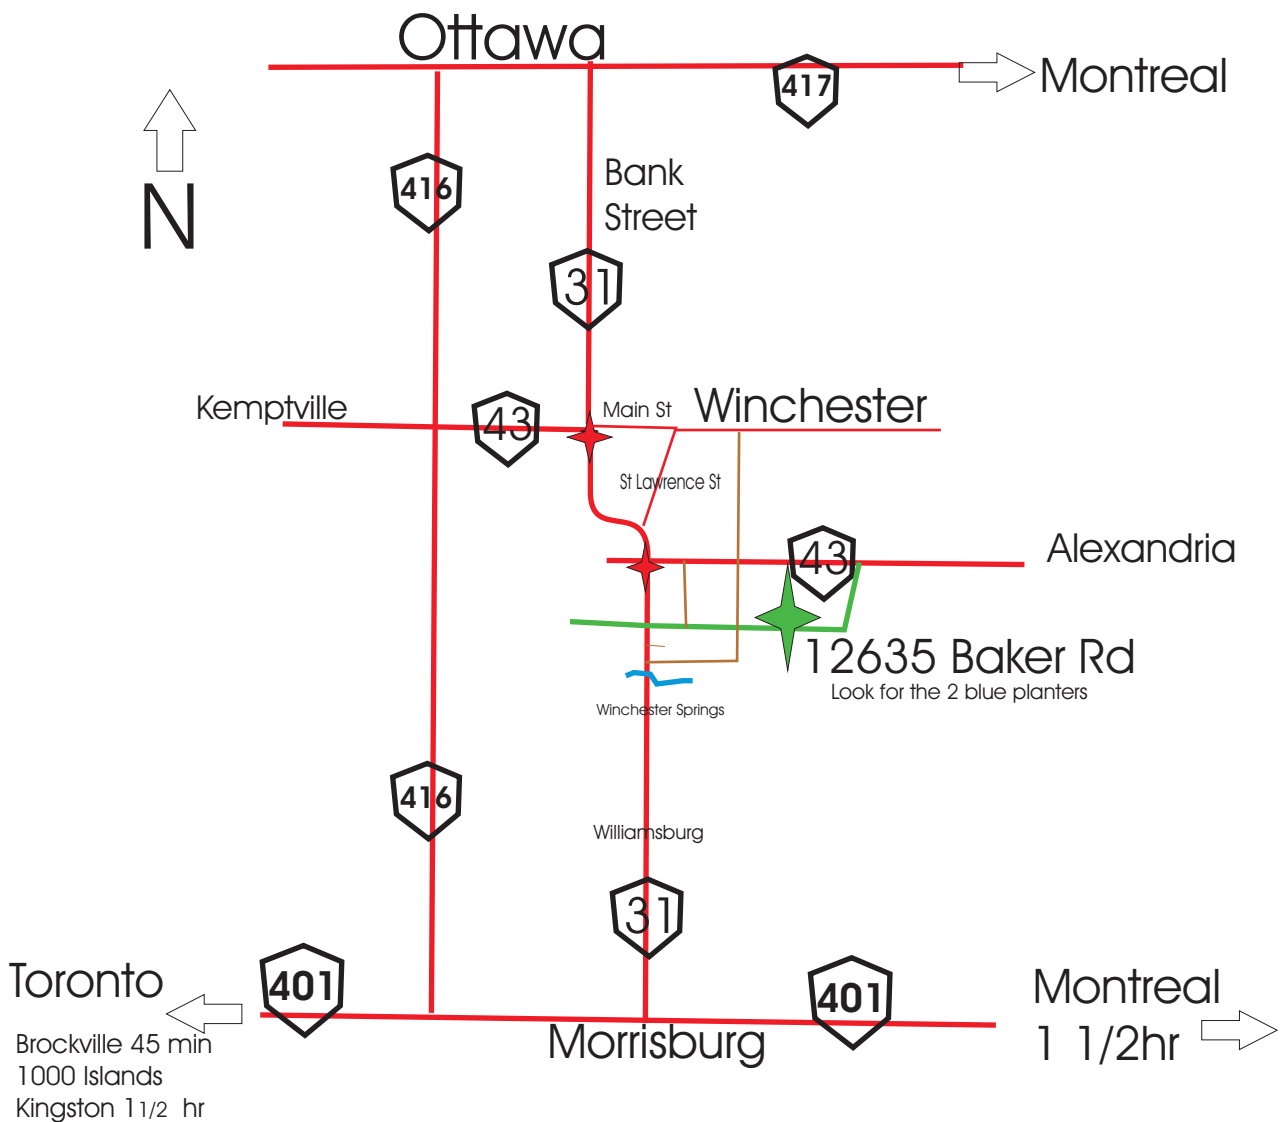 Ottawa
417
Montreal
N
416
Bank
Street
31
Kemptville
43
Main St
Winchester
St Lawrence St
43
Alexandria
12635 Baker Rd
Look for the 2 blue planters
Winchester Springs
416
Williamsburg
31
Toronto
401
401
Montreal
1 1/2hr
Morrisburg
Brockville 45 min
1000 Islands
Kingston 1 1/2 hr